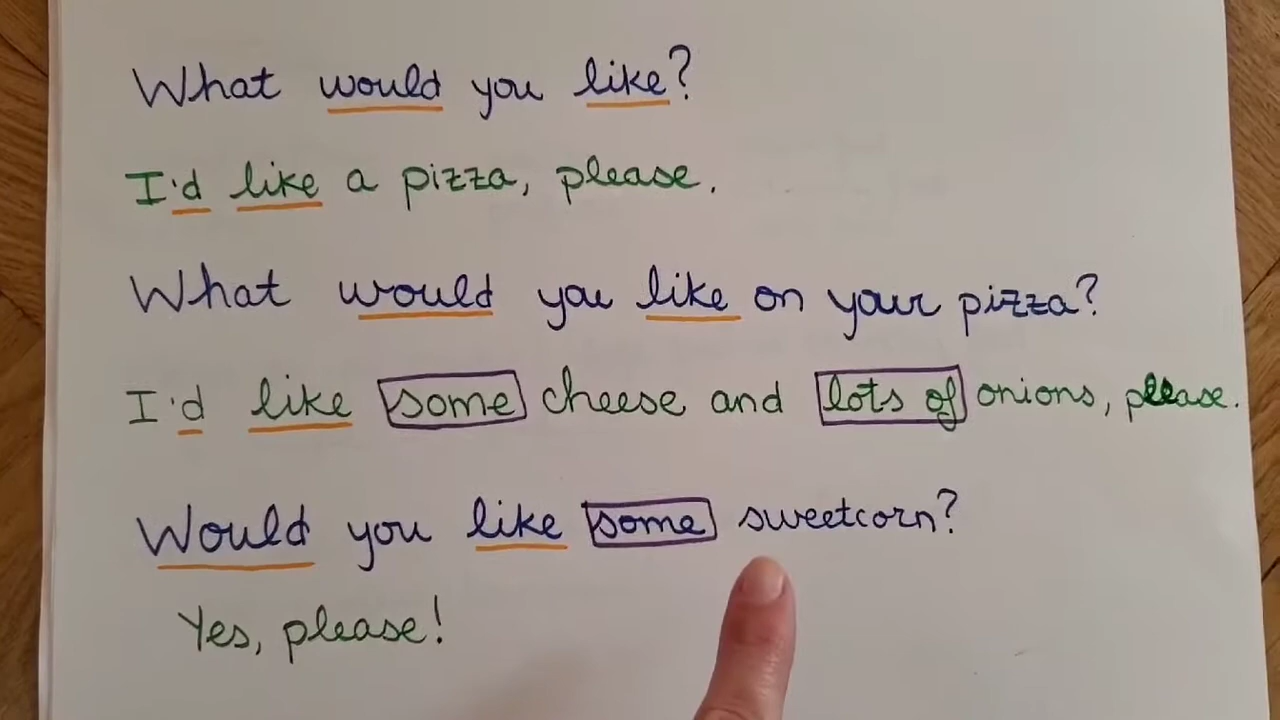 What would you like?
I'd like a pizza, please.
What would you like on your pizza?
I'd like some cheese and lots of onions, please.
Would you like some sweetcorn?
Yes, please!